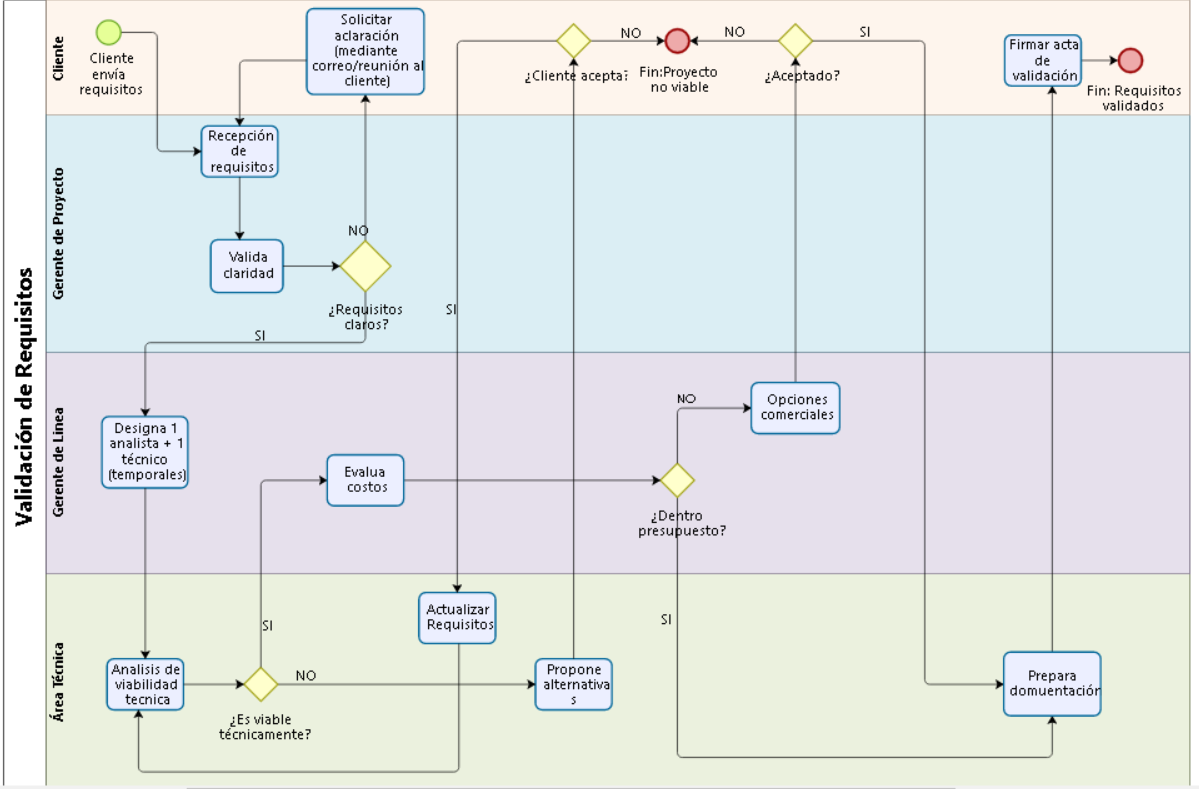 Validación de Requisitos
Cliente
Cliente
envía
requisitos
Solicitar
aclaración
(mediante
correo/reunión al
cliente)
¿Cliente acepta?
NO
Fin:Proyecto
no viable
NO
¿Aceptado?
SI
Firmar acta
de
validación
Fin: Requisitos
validados
Gerente de Proyecto
Recepción
de
requisitos
Valida
claridad
NO
¿Requisitos
claros?
SI
SI
Gerente de Linea
Designa 1
analista + 1
técnico
(temporales)
Evalua
costos
¿Dentro
presupuesto?
NO
Opciones
comerciales
Área Técnica
Analisis de
viabilidad
tecnica
SI
¿Es viable
técnicamente?
NO
Actualizar
Requisitos
Propone
alternativa
s
SI
Prepara
domuentación